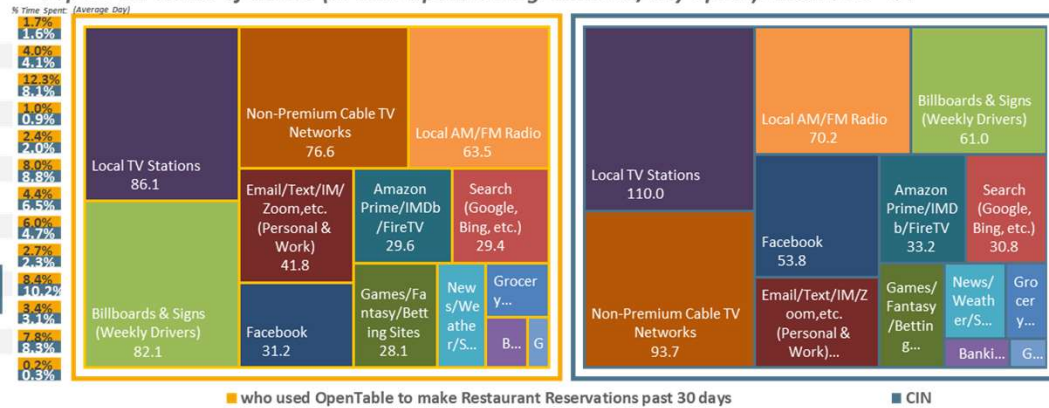 % Time Spent: (Average Day)
1.7%
1.6%
4.0%
4.1%
12.3%
8.1%
1.0%
0.9%
2.4%
2.0%
8.0%
8.8%
4.4%
6.5%
6.0%
4.7%
2.7%
2.3%
8.4%
10.2%
3.4%
3.1%
7.8%
8.3%
0.2%
0.3%
Local TV Stations
86.1
Billboards & Signs
(Weekly Drivers)
82.1
Non-Premium Cable TV
Networks
76.6
Local AM/FM Radio
63.5
Email/Text/IM/
Zoom,etc.
(Personal &
Work)
41.8
Facebook
31.2
Amazon
Prime/IMDb
/FireTV
29.6
Search
(Google,
Bing, etc.)
29.4
Games/Fa
ntasy/Bett
ing Sites
28.1
New
s/Wea
ther/S...
Grocer
y...
B...
G
Local TV Stations
110.0
Non-Premium Cable TV
Networks
93.7
Local AM/FM Radio
70.2
Billboards & Signs
(Weekly Drivers)
61.0
Facebook
53.8
Email/Text/IM/Z
oom,etc.
(Personal &
Work)...
Amazon
Prime/IMD
b/FireTV
33.2
Search
(Google,
Bing, etc.)
30.8
Games/
Fantasy
/Bettin
g...
News/
Weath
er/S...
Gro
cer
y...
Banki...
G...
who used OpenTable to make Restaurant Reservations past 30 days
CIN